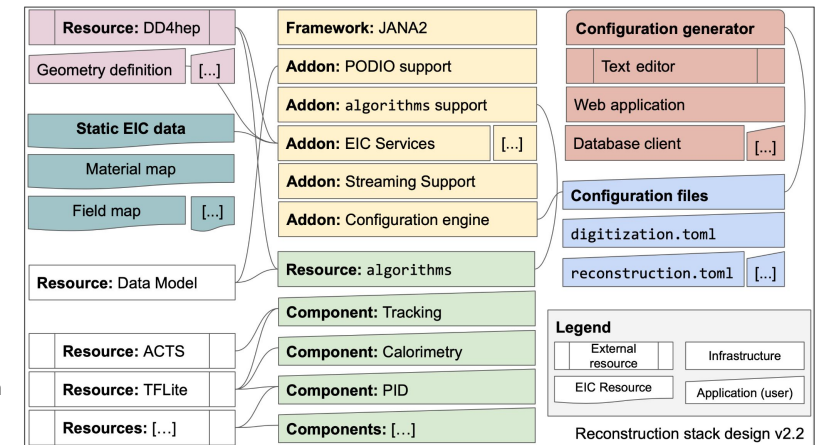 Resource: DD4hep
Geometry definition
[...]
Static EIC data
Material map
Field map
[...]
Resource: Data Model
Resource: ACTS
Resource: TFLite
Resources: [...]
Framework: JANA2
Addon: PODIO support
Addon: algorithms support
Addon: EIC Services
[...]
Addon: Streaming Support
Addon: Configuration engine
Resource: algorithms
Component: Tracking
Component: Calorimetry
Component: PID
Components: [...]
Configuration generator
Text editor
Web application
Database client
[...]
Configuration files
digitization.toml
reconstruction.toml
[...]
Legend
External
resource
Infrastructure
EIC Resource
Application (user)
Reconstruction stack design v2.2